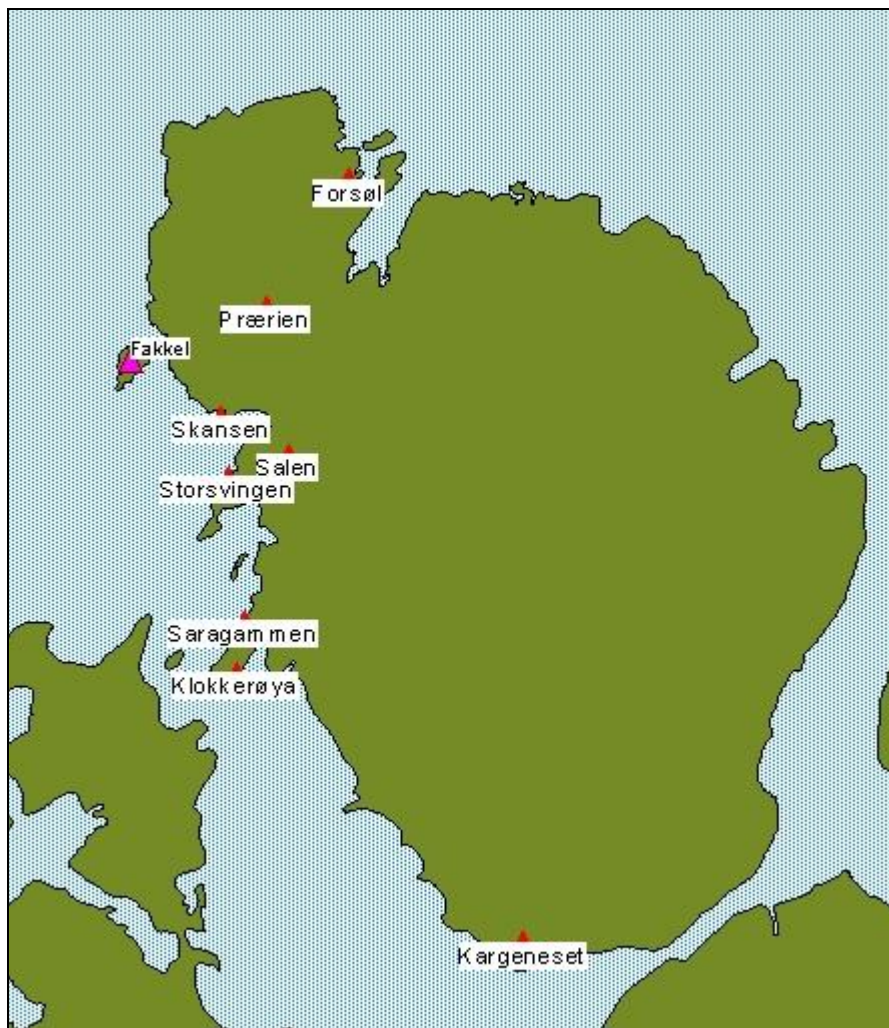 Forsøl
Prærien
Fakkel
Skansen
Salen
Storsvingen
Saragammen
Klokkerøya
Kargeneset